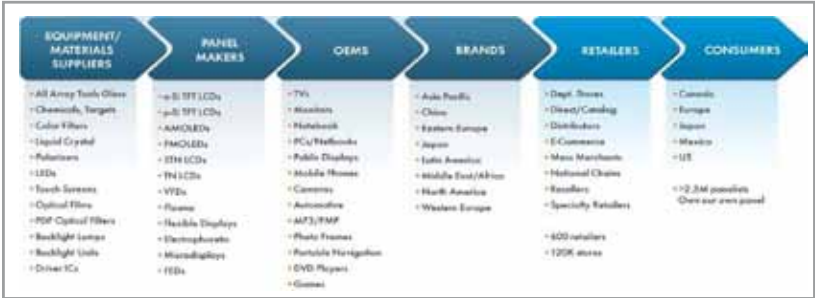 EQUIPMENT/
MATERIALS
SUPPLIERS
• All Array Tools Glass
• Chemicals, Targets
• Color Filters
• Liquid Crystal
• Polarizers
• LEDs
• Touch Screens
• Optical Films
• PDP Optical Filters
• Backlight Lamps
• Backlight Units
• Driver ICs
PANEL
MAKERS
• a-Si TFT LCDs
• p-Si TFT LCDs
• AMOLEDs
• PMOLEDs
• STN LCDs
• TN LCDs
• VFDs
• Plasma
• Flexible Displays
• Electrophoretic
• Microdisplays
• FEDs
OEMS
• TVs
• Monitors
• Notebook
• PCs/Netbooks
• Public Displays
• Mobile Phones
• Cameras
• Automotive
• MP3/PMP
• Photo Frames
• Portable Navigation
• DVD Players
• Games
BRANDS
• Asia Pacific
• China
• Eastern Europe
• Japan
• Latin America
• Middle East/Africa
• North America
• Western Europe
RETAILERS
• Dept. Stores
• Direct/Catalog
• Distributors
• E-Commerce
• Mass Merchants
• National Chains
• Resellers
• Specialty Retailers
• 600 retailers
• 120K stores
CONSUMERS
• Canada
• Europe
• Japan
• Mexico
• US
• >2.5M panelists
Own our own panel